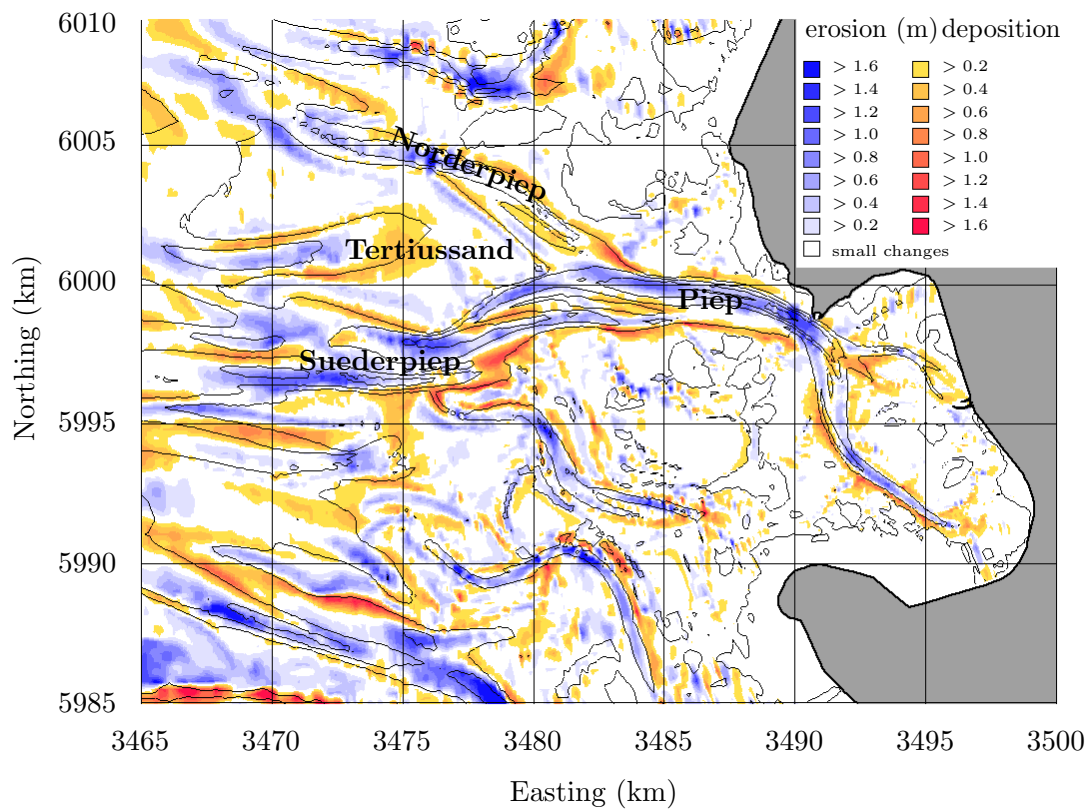 6010
6005
6000
5995
5990
5985
Northing (km)
erosion (m) deposition
> 1.6 > 0.2
> 1.4 > 0.4
> 1.2 > 0.6
> 1.0 > 0.8
> 0.8 > 1.0
> 0.6 > 1.2
> 0.4 > 1.4
> 0.2 > 1.6
small changes
Norderpiep
Tertiussand
Piep
Suederpiep
3465 3470 3475 3480 3485 3490 3495 3500
Easting (km)